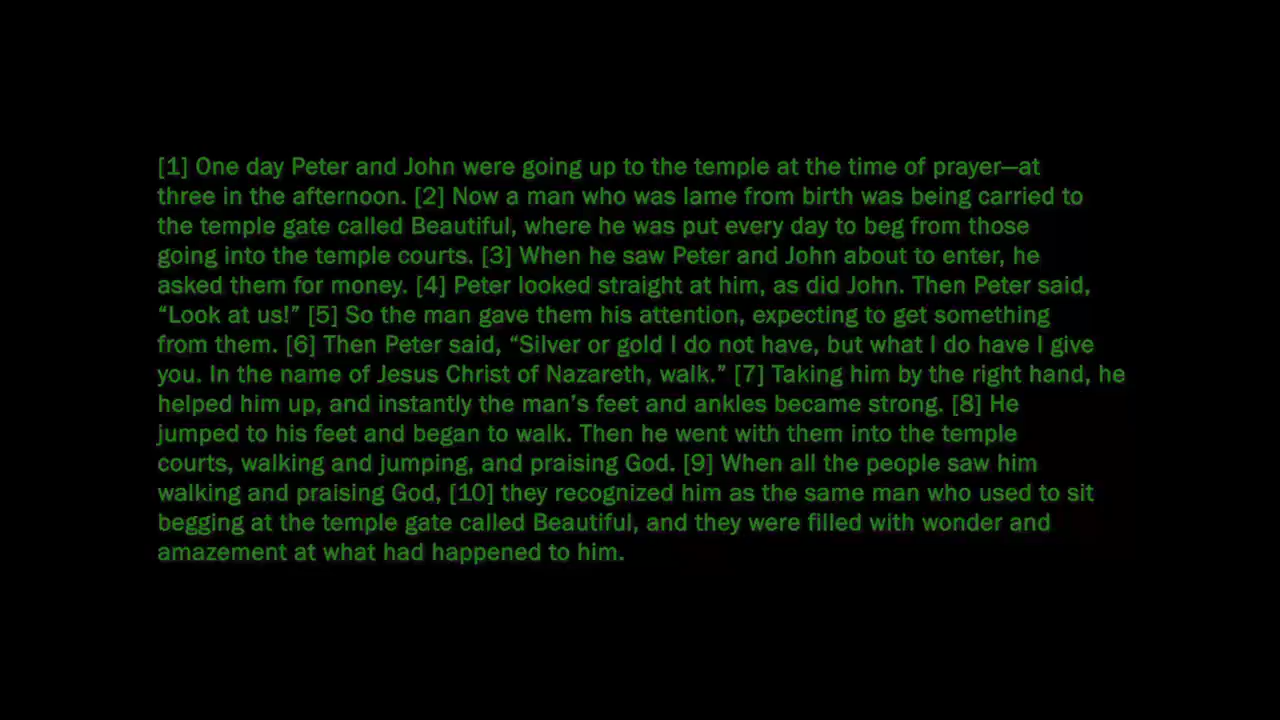 [1] One day Peter and John were going up to the temple at the time of prayer—at
three in the afternoon. [2] Now a man who was lame from birth was being carried to
the temple gate called Beautiful, where he was put every day to beg from those
going into the temple courts. [3] When he saw Peter and John about to enter, he
asked them for money. [4] Peter looked straight at him, as did John. Then Peter said,
“Look at us!” [5] So the man gave them his attention, expecting to get something
from them. [6] Then Peter said, “Silver or gold I do not have, but what I do have I give
you. In the name of Jesus Christ of Nazareth, walk.” [7] Taking him by the right hand, he
helped him up, and instantly the man’s feet and ankles became strong. [8] He
jumped to his feet and began to walk. Then he went with them into the temple
courts, walking and jumping, and praising God. [9] When all the people saw him
walking and praising God, [10] they recognized him as the same man who used to sit
begging at the temple gate called Beautiful, and they were filled with wonder and
amazement at what had happened to him.